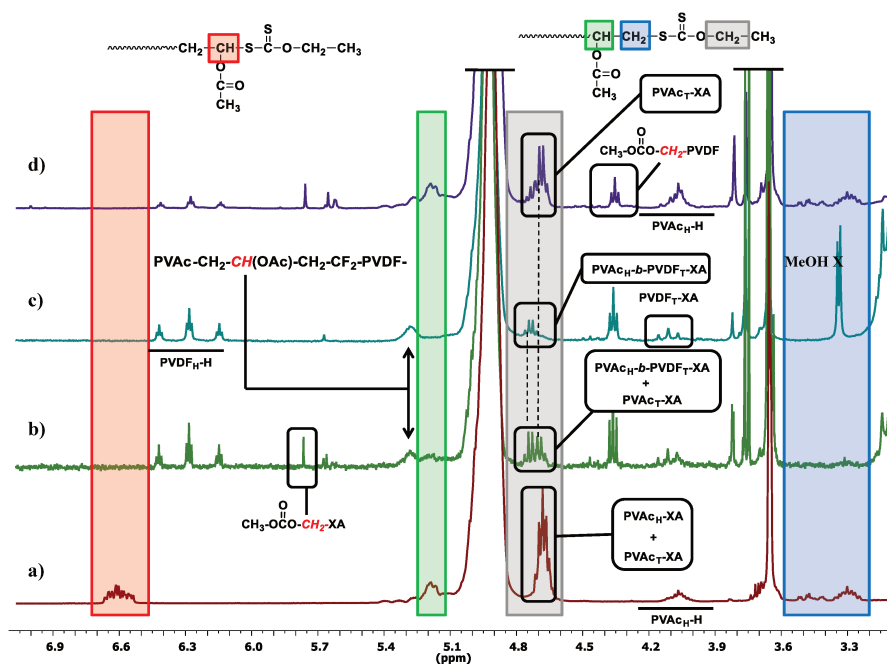 S
S
CH₂-CH-S-C-O-CH₂-CH₃
CH-CH₂-S-C-O-CH₂-CH₃
O
O
C=O
C=O
CH₃
CH₃
PVAcT-XA
CH₃-OCO-CH₂-PVDF
O
d)
PVAcH-H
PVAc-CH₂-CH(OAc)-CH₂-CF₂-PVDF-
PVAcH-b-PVDFT-XA
MeOH X
PVDFT-XA
c)
PVDFH-H
PVAcH-b-PVDFT-XA
+
PVAcT-XA
b)
O
CH₃-OCO-CH₂-XA
PVAcH-XA
+
PVAcT-XA
a)
PVAcH-H
6.9 6.6 6.3 6.0 5.7 5.4 5.1 4.8 4.5 4.2 3.9 3.6 3.3
(ppm)